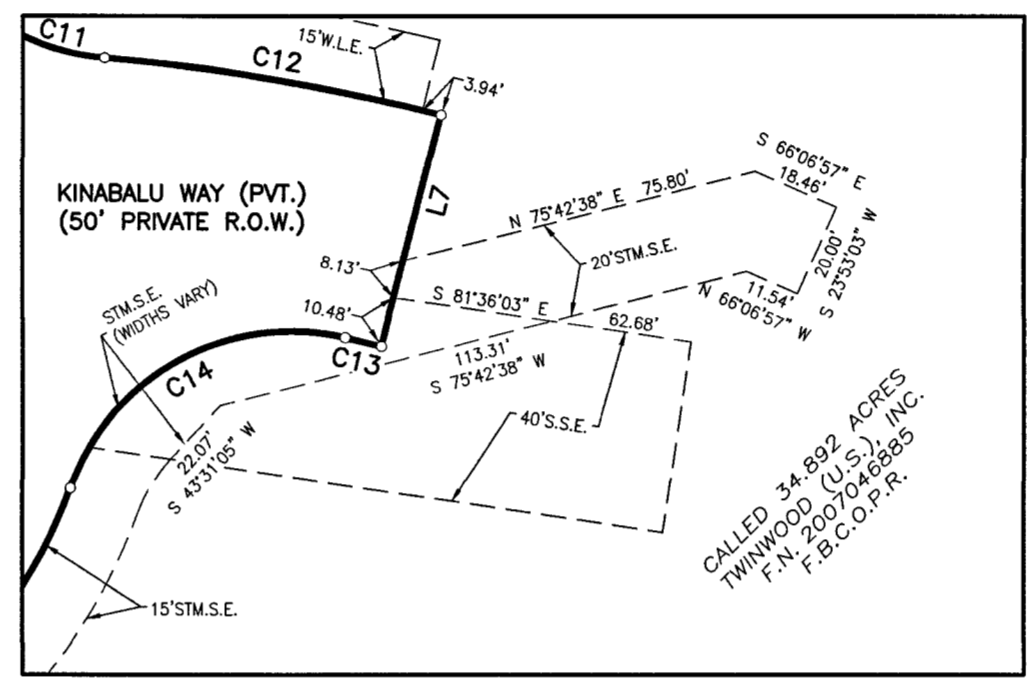 C11
15'W.L.E.
C12
3.94'
S 66°06'57" E
18.46'
KINABALU WAY (PVT.)
(50' PRIVATE R.O.W.)
L7
N 75°42'38" E 75.80'
20.00'
S 23°53'03" W
8.13'
20'STM.S.E.
STM.S.E.
(WIDTHS VARY)
10.48'
S 81°36'03" E
62.68'
11.54'
N 66°06'57" W
C13
C14
113.31'
S 75°42'38" W
40'S.S.E.
22.07'
S 43°31'05" W
CALLED 34.892 ACRES
TWINWOOD (U.S.), INC.
F.N. 2007046885
F.B.C.O.P.R.
15'STM.S.E.